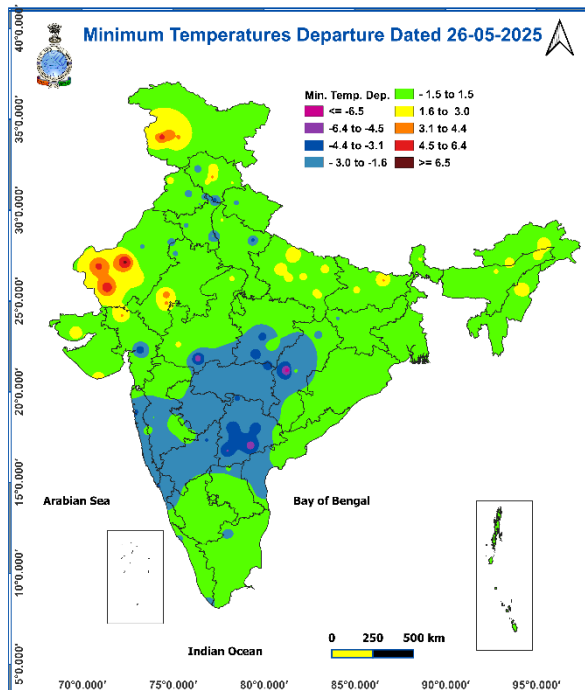 Minimum Temperatures Departure Dated 26-05-2025
Min. Temp. Dep.
<= -6.5
-6.4 to -4.5
-4.4 to -3.1
- 3.0 to -1.6
- 1.5 to 1.5
1.6 to 3.0
3.1 to 4.4
4.5 to 6.4
>= 6.5
40°0.000'
35°0.000'
30°0.000'
25°0.000'
20°0.000'
15°0.000'
10°0.000'
5°0.000'
Arabian Sea
Bay of Bengal
Indian Ocean
0 250 500 km
70°0.000' 75°0.000' 80°0.000' 85°0.000' 90°0.000' 95°0.000'